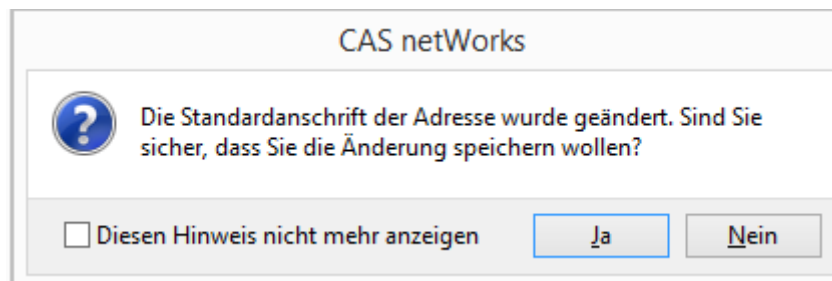 CAS netWorks
Die Standardanschrift der Adresse wurde geändert. Sind Sie
sicher, dass Sie die Änderung speichern wollen?
Diesen Hinweis nicht mehr anzeigen
Ja
Nein